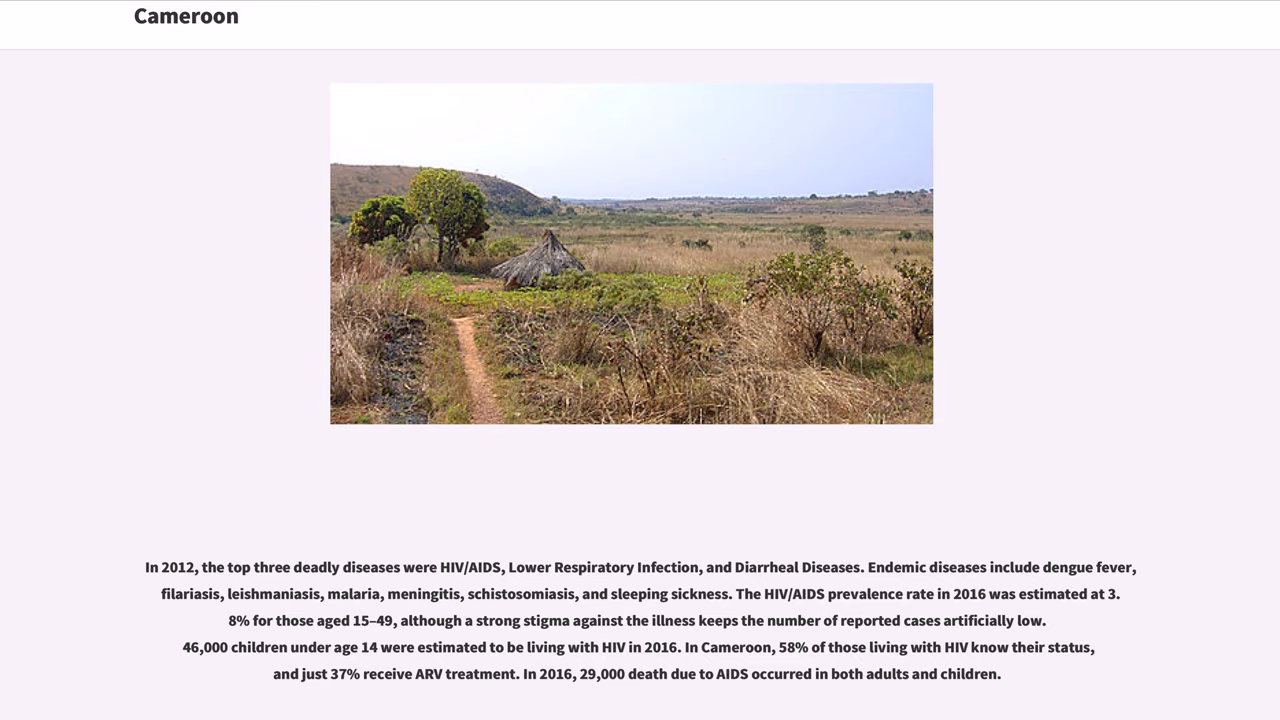 Cameroon
In 2012, the top three deadly diseases were HIV/AIDS, Lower Respiratory Infection, and Diarrheal Diseases. Endemic diseases include dengue fever,
filariasis, leishmaniasis, malaria, meningitis, schistosomiasis, and sleeping sickness. The HIV/AIDS prevalence rate in 2016 was estimated at 3.
8% for those aged 15–49, although a strong stigma against the illness keeps the number of reported cases artificially low.
46,000 children under age 14 were estimated to be living with HIV in 2016. In Cameroon, 58% of those living with HIV know their status,
and just 37% receive ARV treatment. In 2016, 29,000 death due to AIDS occurred in both adults and children.